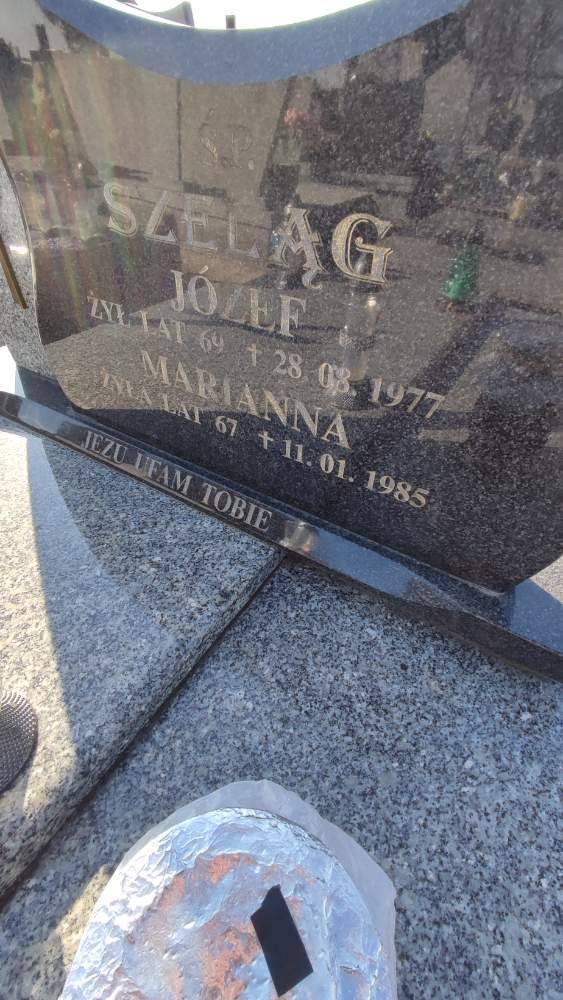 Ś.P.
SZELĄG
JÓZEF
ŻYŁ LAT 69 † 28.08.1977
MARIANNA
ŻYŁA LAT 67 † 11.01.1985
JEZU UFAM TOBIE